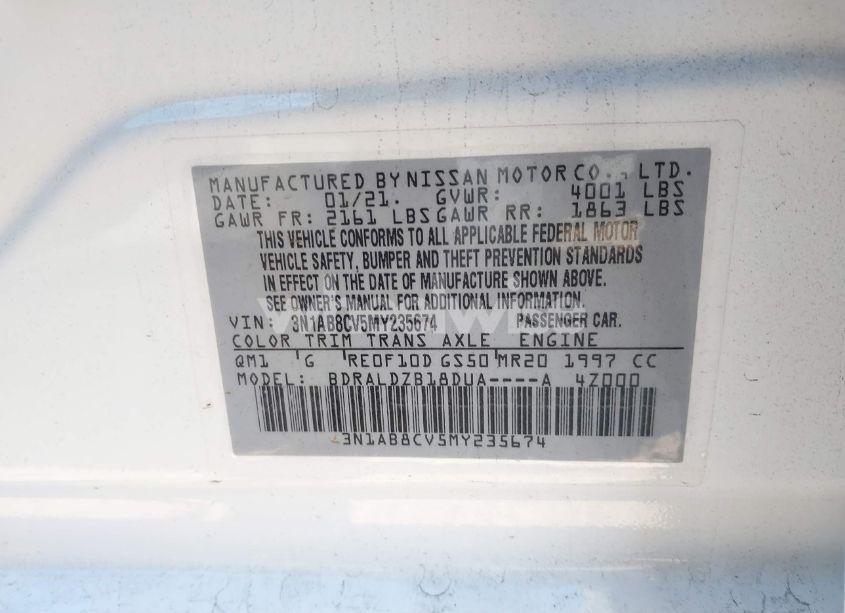 MANUFACTURED BY NISSAN MOTOR CO., LTD.
DATE: 01/21. GVWR: 4001 LBS
GAWR FR: 2161 LBS GAWR RR: 1863 LBS
THIS VEHICLE CONFORMS TO ALL APPLICABLE FEDERAL MOTOR
VEHICLE SAFETY, BUMPER AND THEFT PREVENTION STANDARDS
IN EFFECT ON THE DATE OF MANUFACTURE SHOWN ABOVE.
SEE OWNER'S MANUAL FOR ADDITIONAL INFORMATION.
VIN: 3N1AB8CV5MY235674 PASSENGER CAR.
COLOR TRIM TRANS AXLE ENGINE
QM1 G RE0F10D GS50 MR20 1997 CC
MODEL: BDRALDZB18DUA----A 4Z000
3N1AB8CV5MY235674